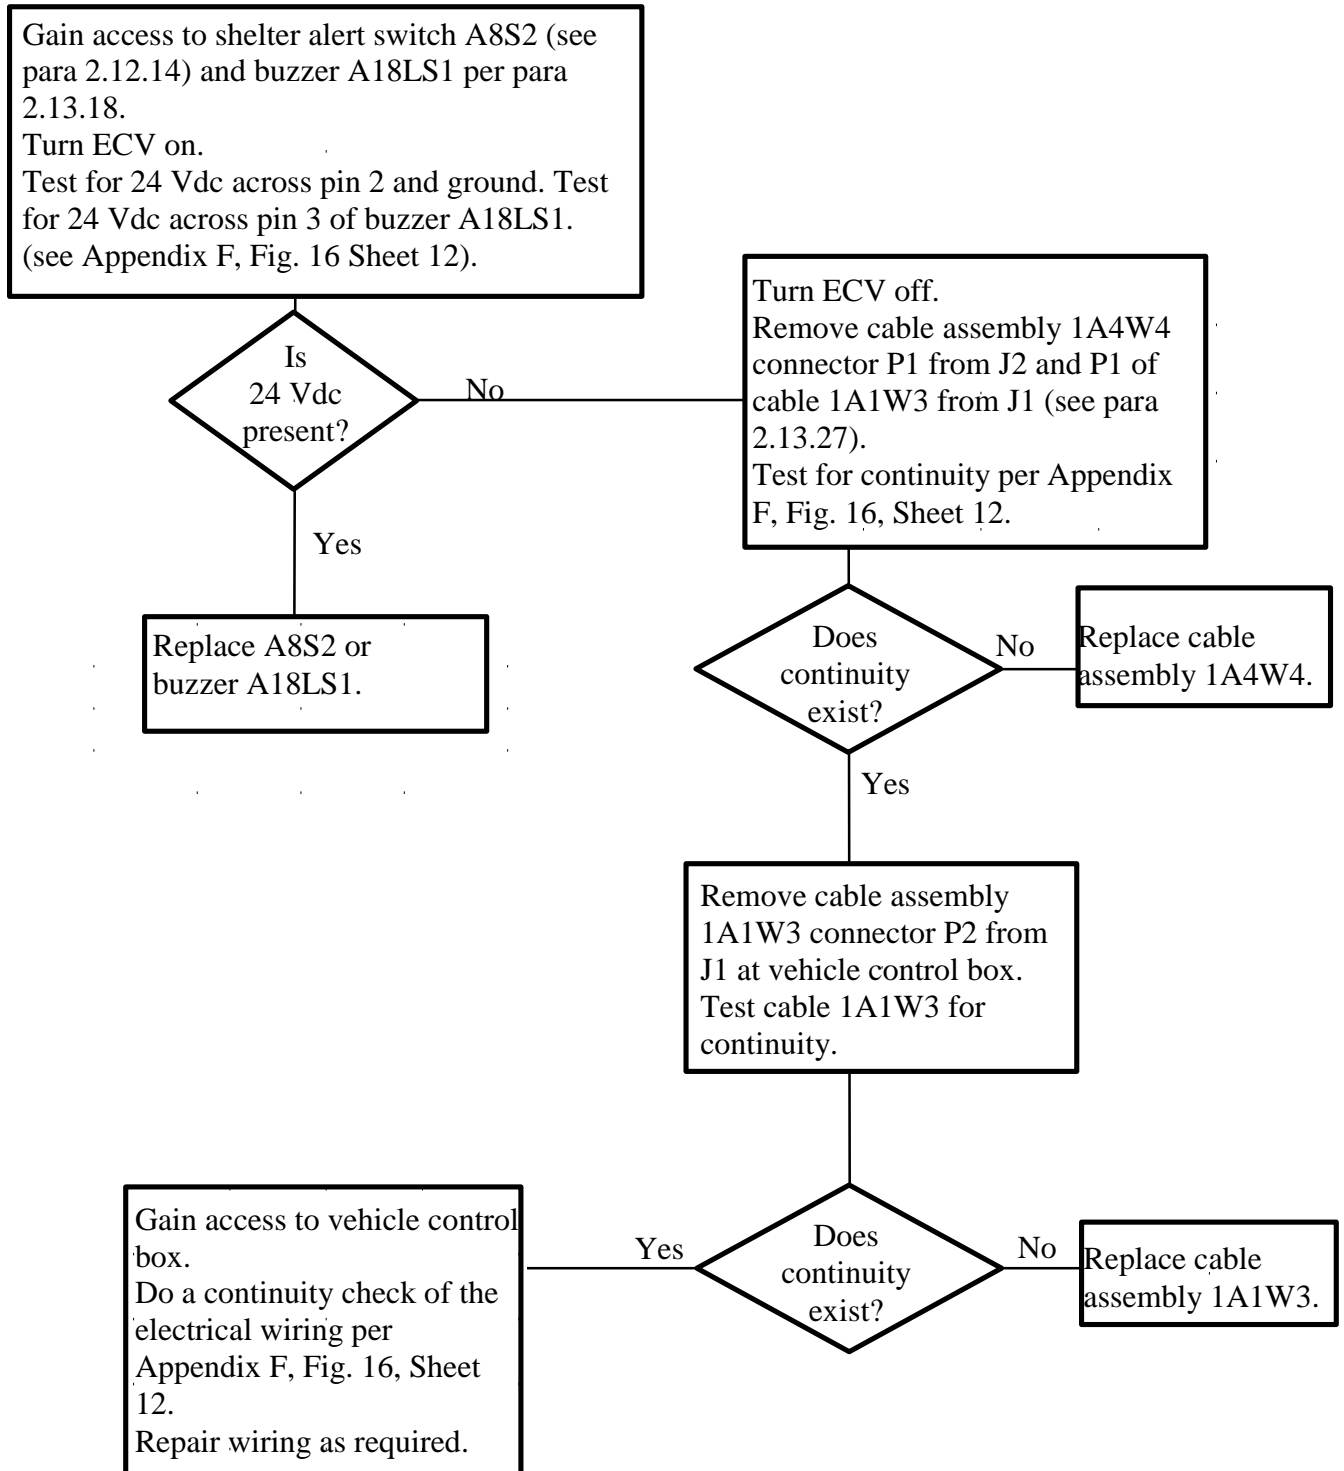 Gain access to shelter alert switch A8S2 (see
para 2.12.14) and buzzer A18LS1 per para
2.13.18.
Turn ECV on.
Test for 24 Vdc across pin 2 and ground. Test
for 24 Vdc across pin 3 of buzzer A18LS1.
(see Appendix F, Fig. 16 Sheet 12).
Is
24 Vdc
present?
No
Yes
Replace A8S2 or
buzzer A18LS1.
Turn ECV off.
Remove cable assembly 1A4W4
connector P1 from J2 and P1 of
cable 1A1W3 from J1 (see para
2.13.27).
Test for continuity per Appendix
F, Fig. 16, Sheet 12.
Does
continuity
exist?
No
Replace cable
assembly 1A4W4.
Yes
Remove cable assembly
1A1W3 connector P2 from
J1 at vehicle control box.
Test cable 1A1W3 for
continuity.
Does
continuity
exist?
No
Replace cable
assembly 1A1W3.
Yes
Gain access to vehicle control
box.
Do a continuity check of the
electrical wiring per
Appendix F, Fig. 16, Sheet
12.
Repair wiring as required.